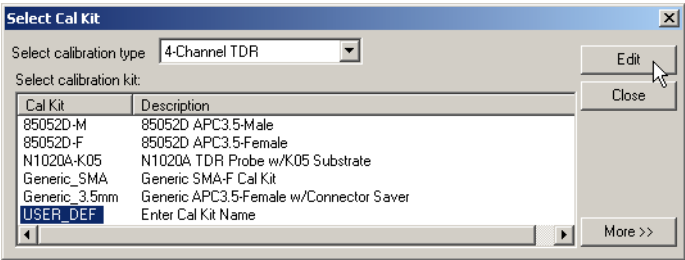 Select Cal Kit
Select calibration type 4-Channel TDR
Edit
Select calibration kit:
Close
Cal Kit Description
85052D-M 85052D APC3.5-Male
85052D-F 85052D APC3.5-Female
N1020A-K05 N1020A TDR Probe w/K05 Substrate
Generic_SMA Generic SMA-F Cal Kit
Generic_3.5mm Generic APC3.5-Female w/Connector Saver
USER_DEF Enter Cal Kit Name
More >>